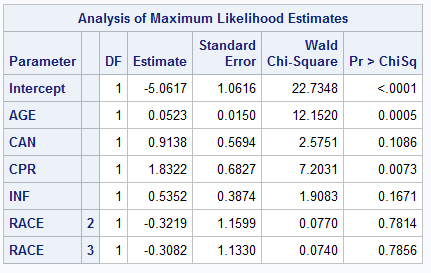 Analysis of Maximum Likelihood Estimates
Parameter DF Estimate Standard Error Wald Chi-Square Pr > ChiSq
Intercept 1 -5.0617 1.0616 22.7348 <.0001
AGE 1 0.0523 0.0150 12.1520 0.0005
CAN 1 0.9138 0.5694 2.5751 0.1086
CPR 1 1.8322 0.6827 7.2031 0.0073
INF 1 0.5352 0.3874 1.9083 0.1671
RACE 2 1 -0.3219 1.1599 0.0770 0.7814
RACE 3 1 -0.3082 1.1330 0.0740 0.7856